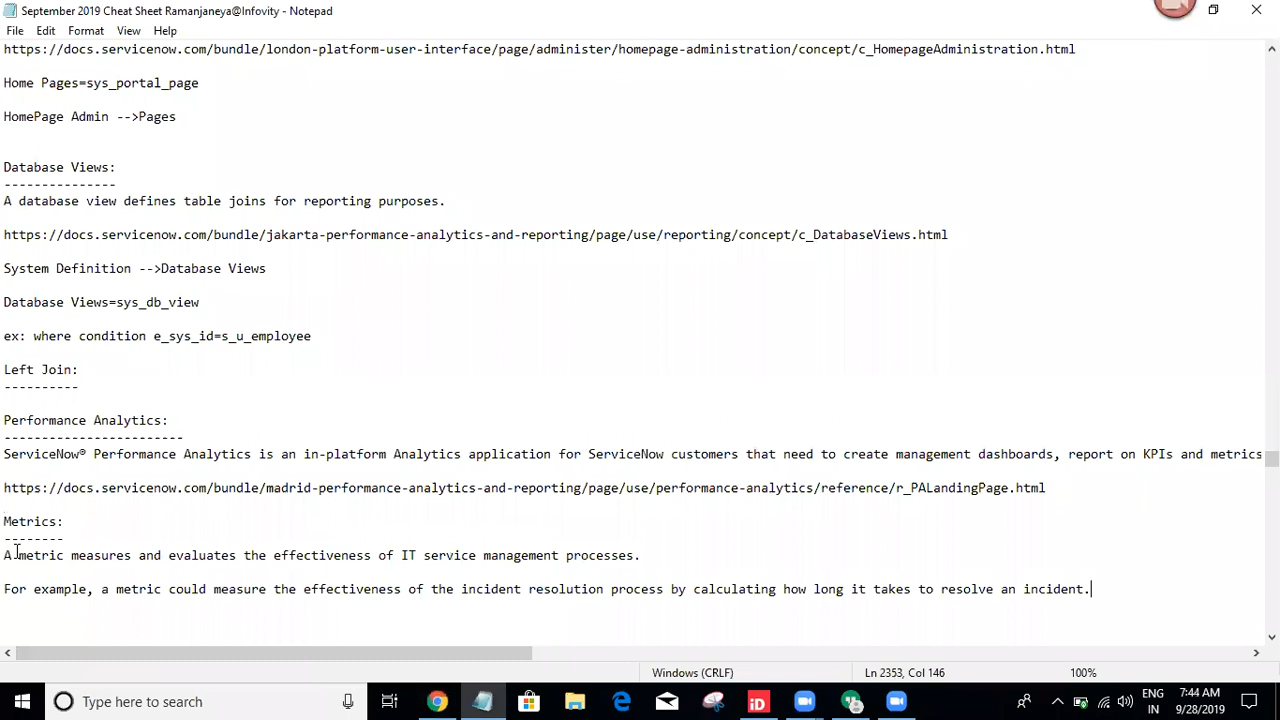 September 2019 Cheat Sheet Ramanjaneya@Infovity - Notepad
File Edit Format View Help
https://docs.servicenow.com/bundle/london-platform-user-interface/page/administer/homepage-administration/concept/c_HomepageAdministration.html
Home Pages=sys_portal_page
HomePage Admin -->Pages
Database Views:
---------------
A database view defines table joins for reporting purposes.
https://docs.servicenow.com/bundle/jakarta-performance-analytics-and-reporting/page/use/reporting/concept/c_DatabaseViews.html
System Definition -->Database Views
Database Views=sys_db_view
ex: where condition e_sys_id=s_u_employee
Left Join:
----------
Performance Analytics:
------------------------
ServiceNow® Performance Analytics is an in-platform Analytics application for ServiceNow customers that need to create management dashboards, report on KPIs and metrics
https://docs.servicenow.com/bundle/madrid-performance-analytics-and-reporting/page/use/performance-analytics/reference/r_PALandingPage.html
Metrics:
--------
A metric measures and evaluates the effectiveness of IT service management processes.
For example, a metric could measure the effectiveness of the incident resolution process by calculating how long it takes to resolve an incident.
Windows (CRLF) Ln 2353, Col 146 100%
Type here to search
iD
ENG
IN
7:44 AM
9/28/2019